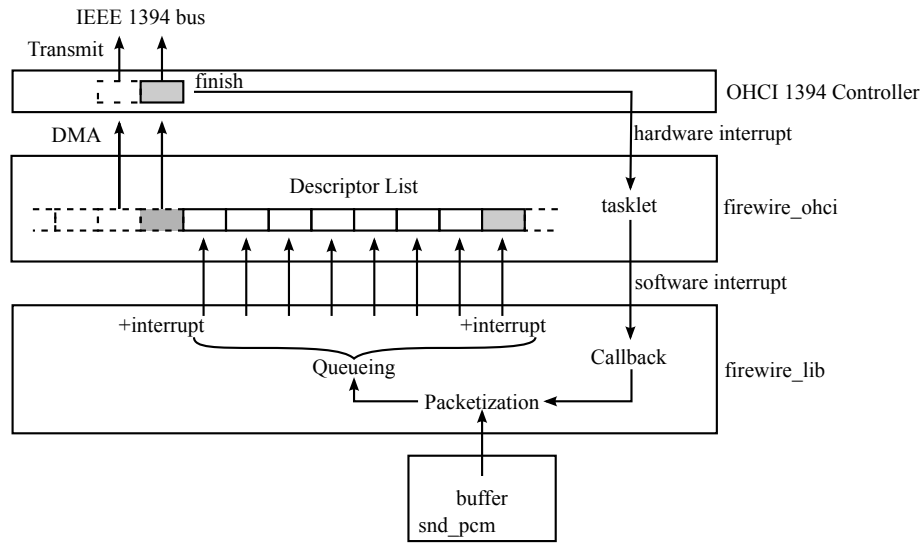 IEEE 1394 bus
Transmit
finish
OHCI 1394 Controller
DMA
hardware interrupt
Descriptor List
tasklet
firewire_ohci
software interrupt
+interrupt
+interrupt
Callback
Queueing
firewire_lib
Packetization
buffer
snd_pcm